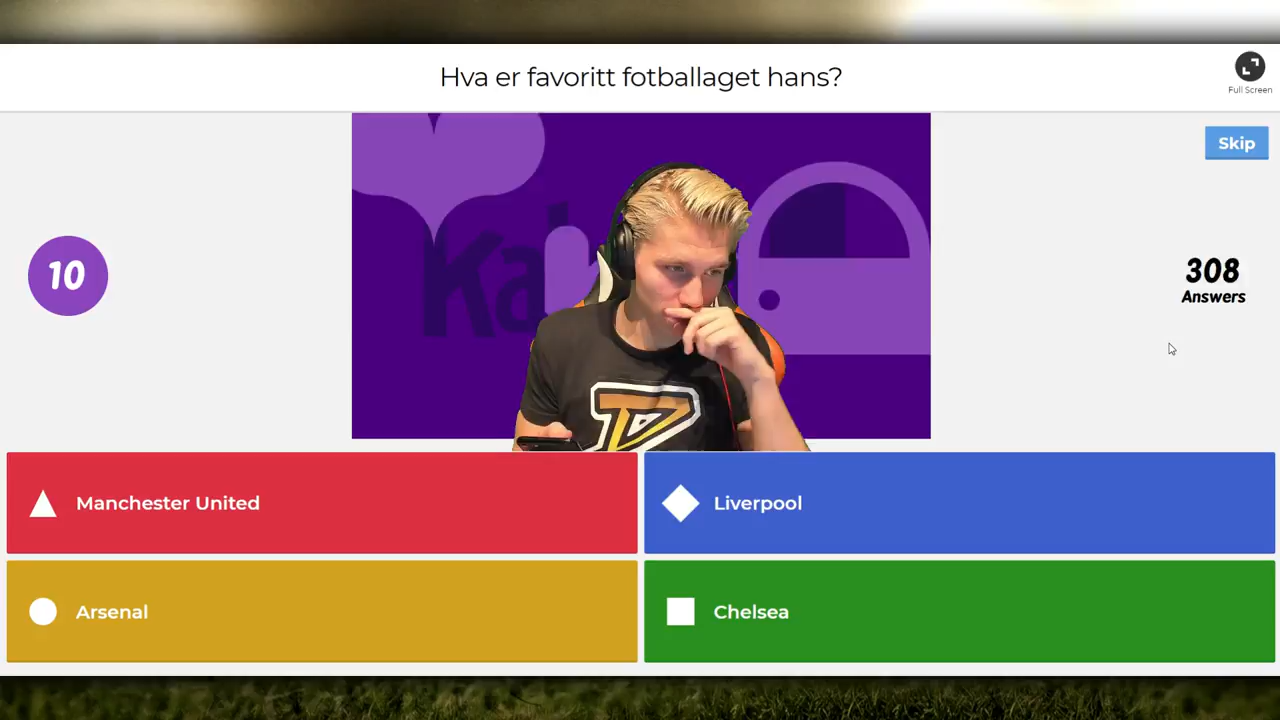 Hva er favoritt fotballaget hans?
Full Screen
Skip
10
308
Answers
Manchester United
Liverpool
Arsenal
Chelsea